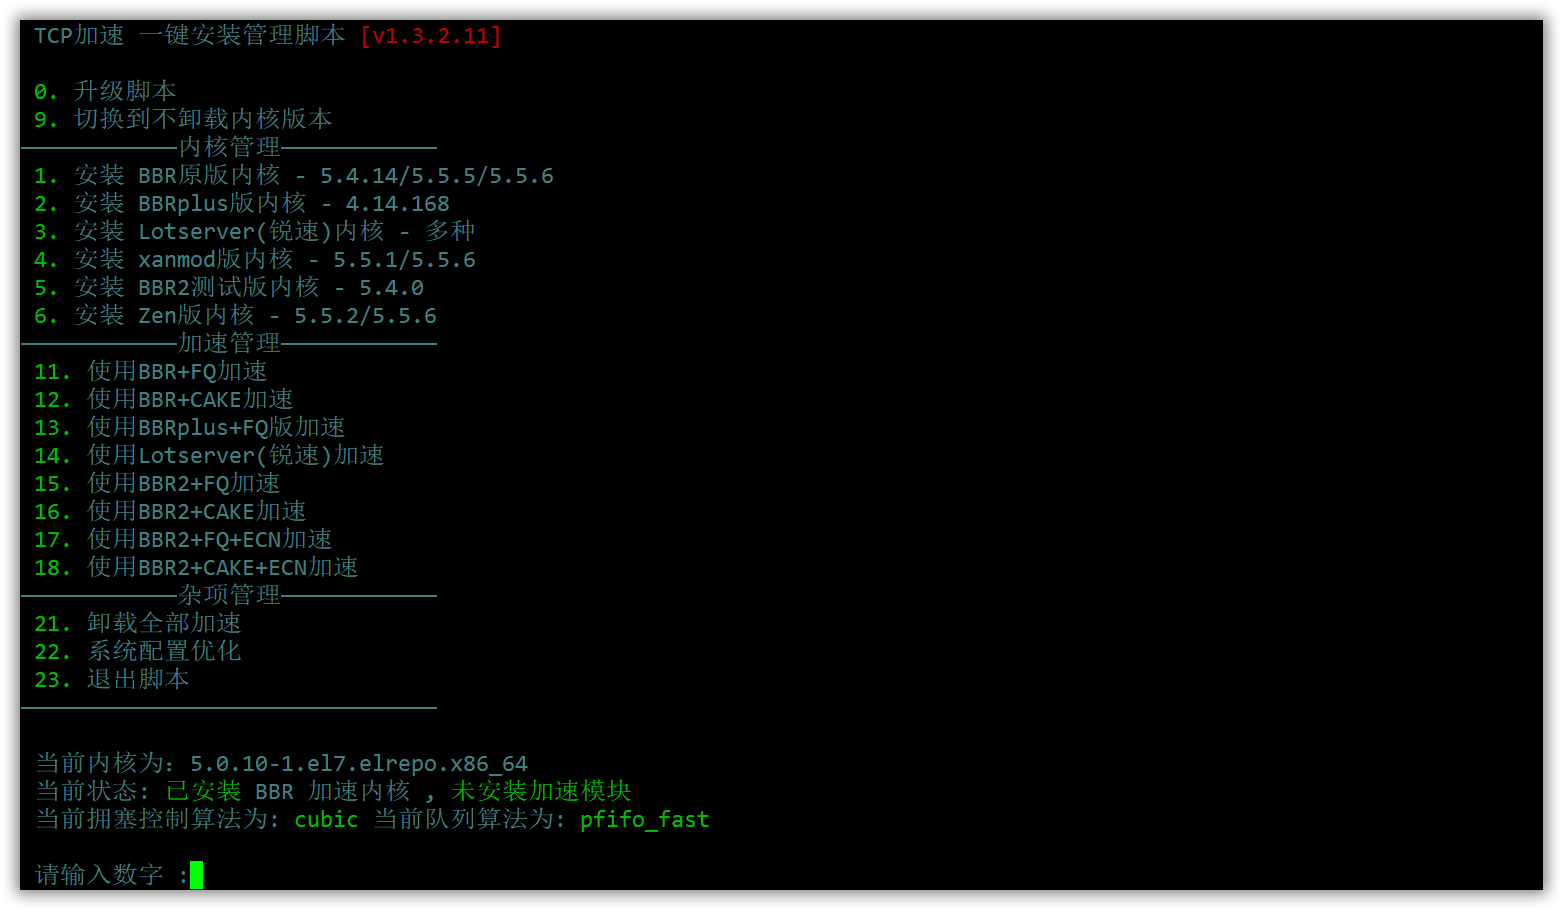 TCP加速 一键安装管理脚本 [v1.3.2.11]
0. 升级脚本
9. 切换到不卸载内核版本
————————————内核管理————————————
1. 安装 BBR原版内核 - 5.4.14/5.5.5/5.5.6
2. 安装 BBRplus版内核 - 4.14.168
3. 安装 Lotserver(锐速)内核 - 多种
4. 安装 xanmod版内核 - 5.5.1/5.5.6
5. 安装 BBR2测试版内核 - 5.4.0
6. 安装 Zen版内核 - 5.5.2/5.5.6
————————————加速管理————————————
11. 使用BBR+FQ加速
12. 使用BBR+CAKE加速
13. 使用BBRplus+FQ版加速
14. 使用Lotserver(锐速)加速
15. 使用BBR2+FQ加速
16. 使用BBR2+CAKE加速
17. 使用BBR2+FQ+ECN加速
18. 使用BBR2+CAKE+ECN加速
————————————杂项管理————————————
21. 卸载全部加速
22. 系统配置优化
23. 退出脚本
————————————————————————————————
当前内核为: 5.0.10-1.el7.elrepo.x86_64
当前状态: 已安装 BBR 加速内核 , 未安装加速模块
当前拥塞控制算法为: cubic 当前队列算法为: pfifo_fast
请输入数字 :